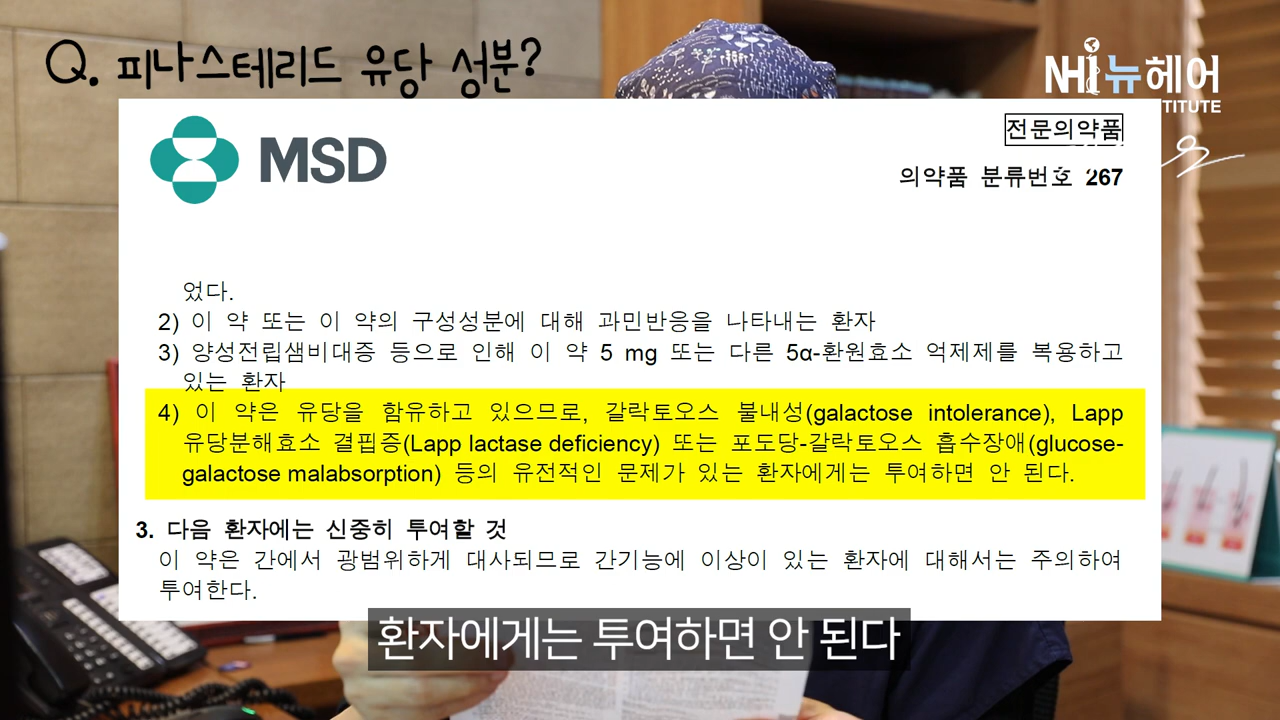 Q. 피나스테리드 유당 성분?
NHI 뉴헤어
TITUTE
MSD
전문의약품
의약품 분류번호 267
었다.
2) 이 약 또는 이 약의 구성성분에 대해 과민반응을 나타내는 환자
3) 양성전립샘비대증 등으로 인해 이 약 5 mg 또는 다른 5α-환원효소 억제제를 복용하고
있는 환자
4) 이 약은 유당을 함유하고 있으므로, 갈락토오스 불내성(galactose intolerance), Lapp
유당분해효소 결핍증(Lapp lactase deficiency) 또는 포도당-갈락토오스 흡수장애(glucose-
galactose malabsorption) 등의 유전적인 문제가 있는 환자에게는 투여하면 안 된다.
3. 다음 환자에는 신중히 투여할 것
이 약은 간에서 광범위하게 대사되므로 간기능에 이상이 있는 환자에 대해서는 주의하여
투여한다.
환자에게는 투여하면 안 된다